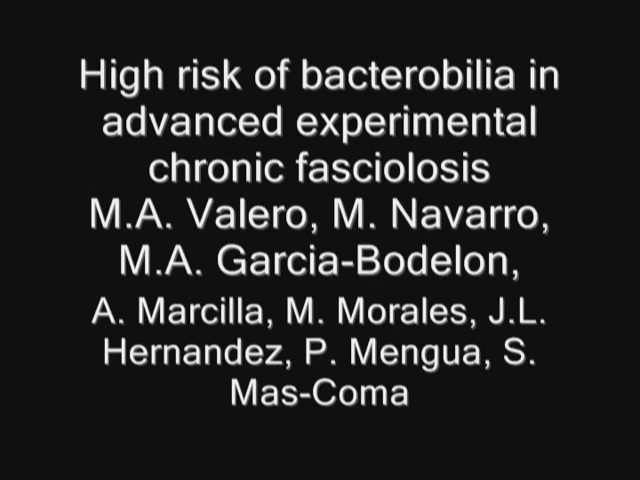 High risk of bacterobilia in
advanced experimental
chronic fasciolosis
M.A. Valero, M. Navarro,
M.A. Garcia-Bodelon,
A. Marcilla, M. Morales, J.L.
Hernandez, P. Mengua, S.
Mas-Coma